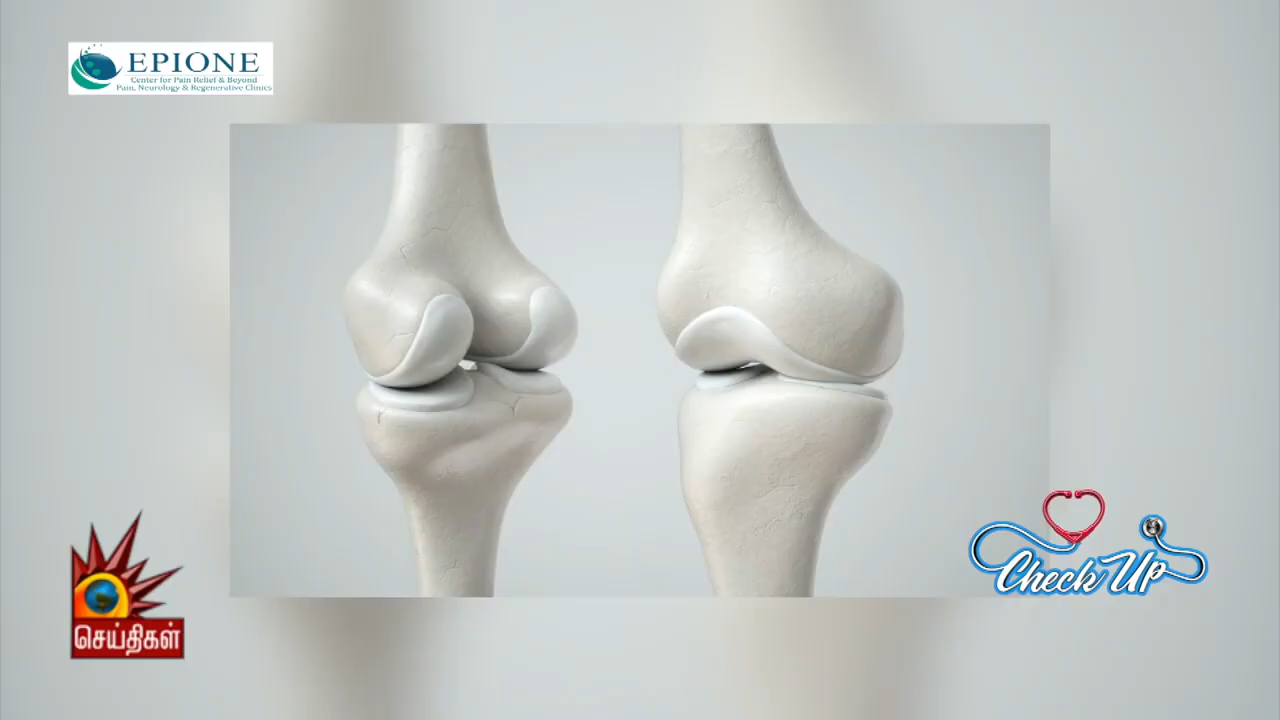 EPIONE
Center for Pain Relief & Beyond
Pain, Neurology & Regenerative Clinics
Check Up
செய்திகள்